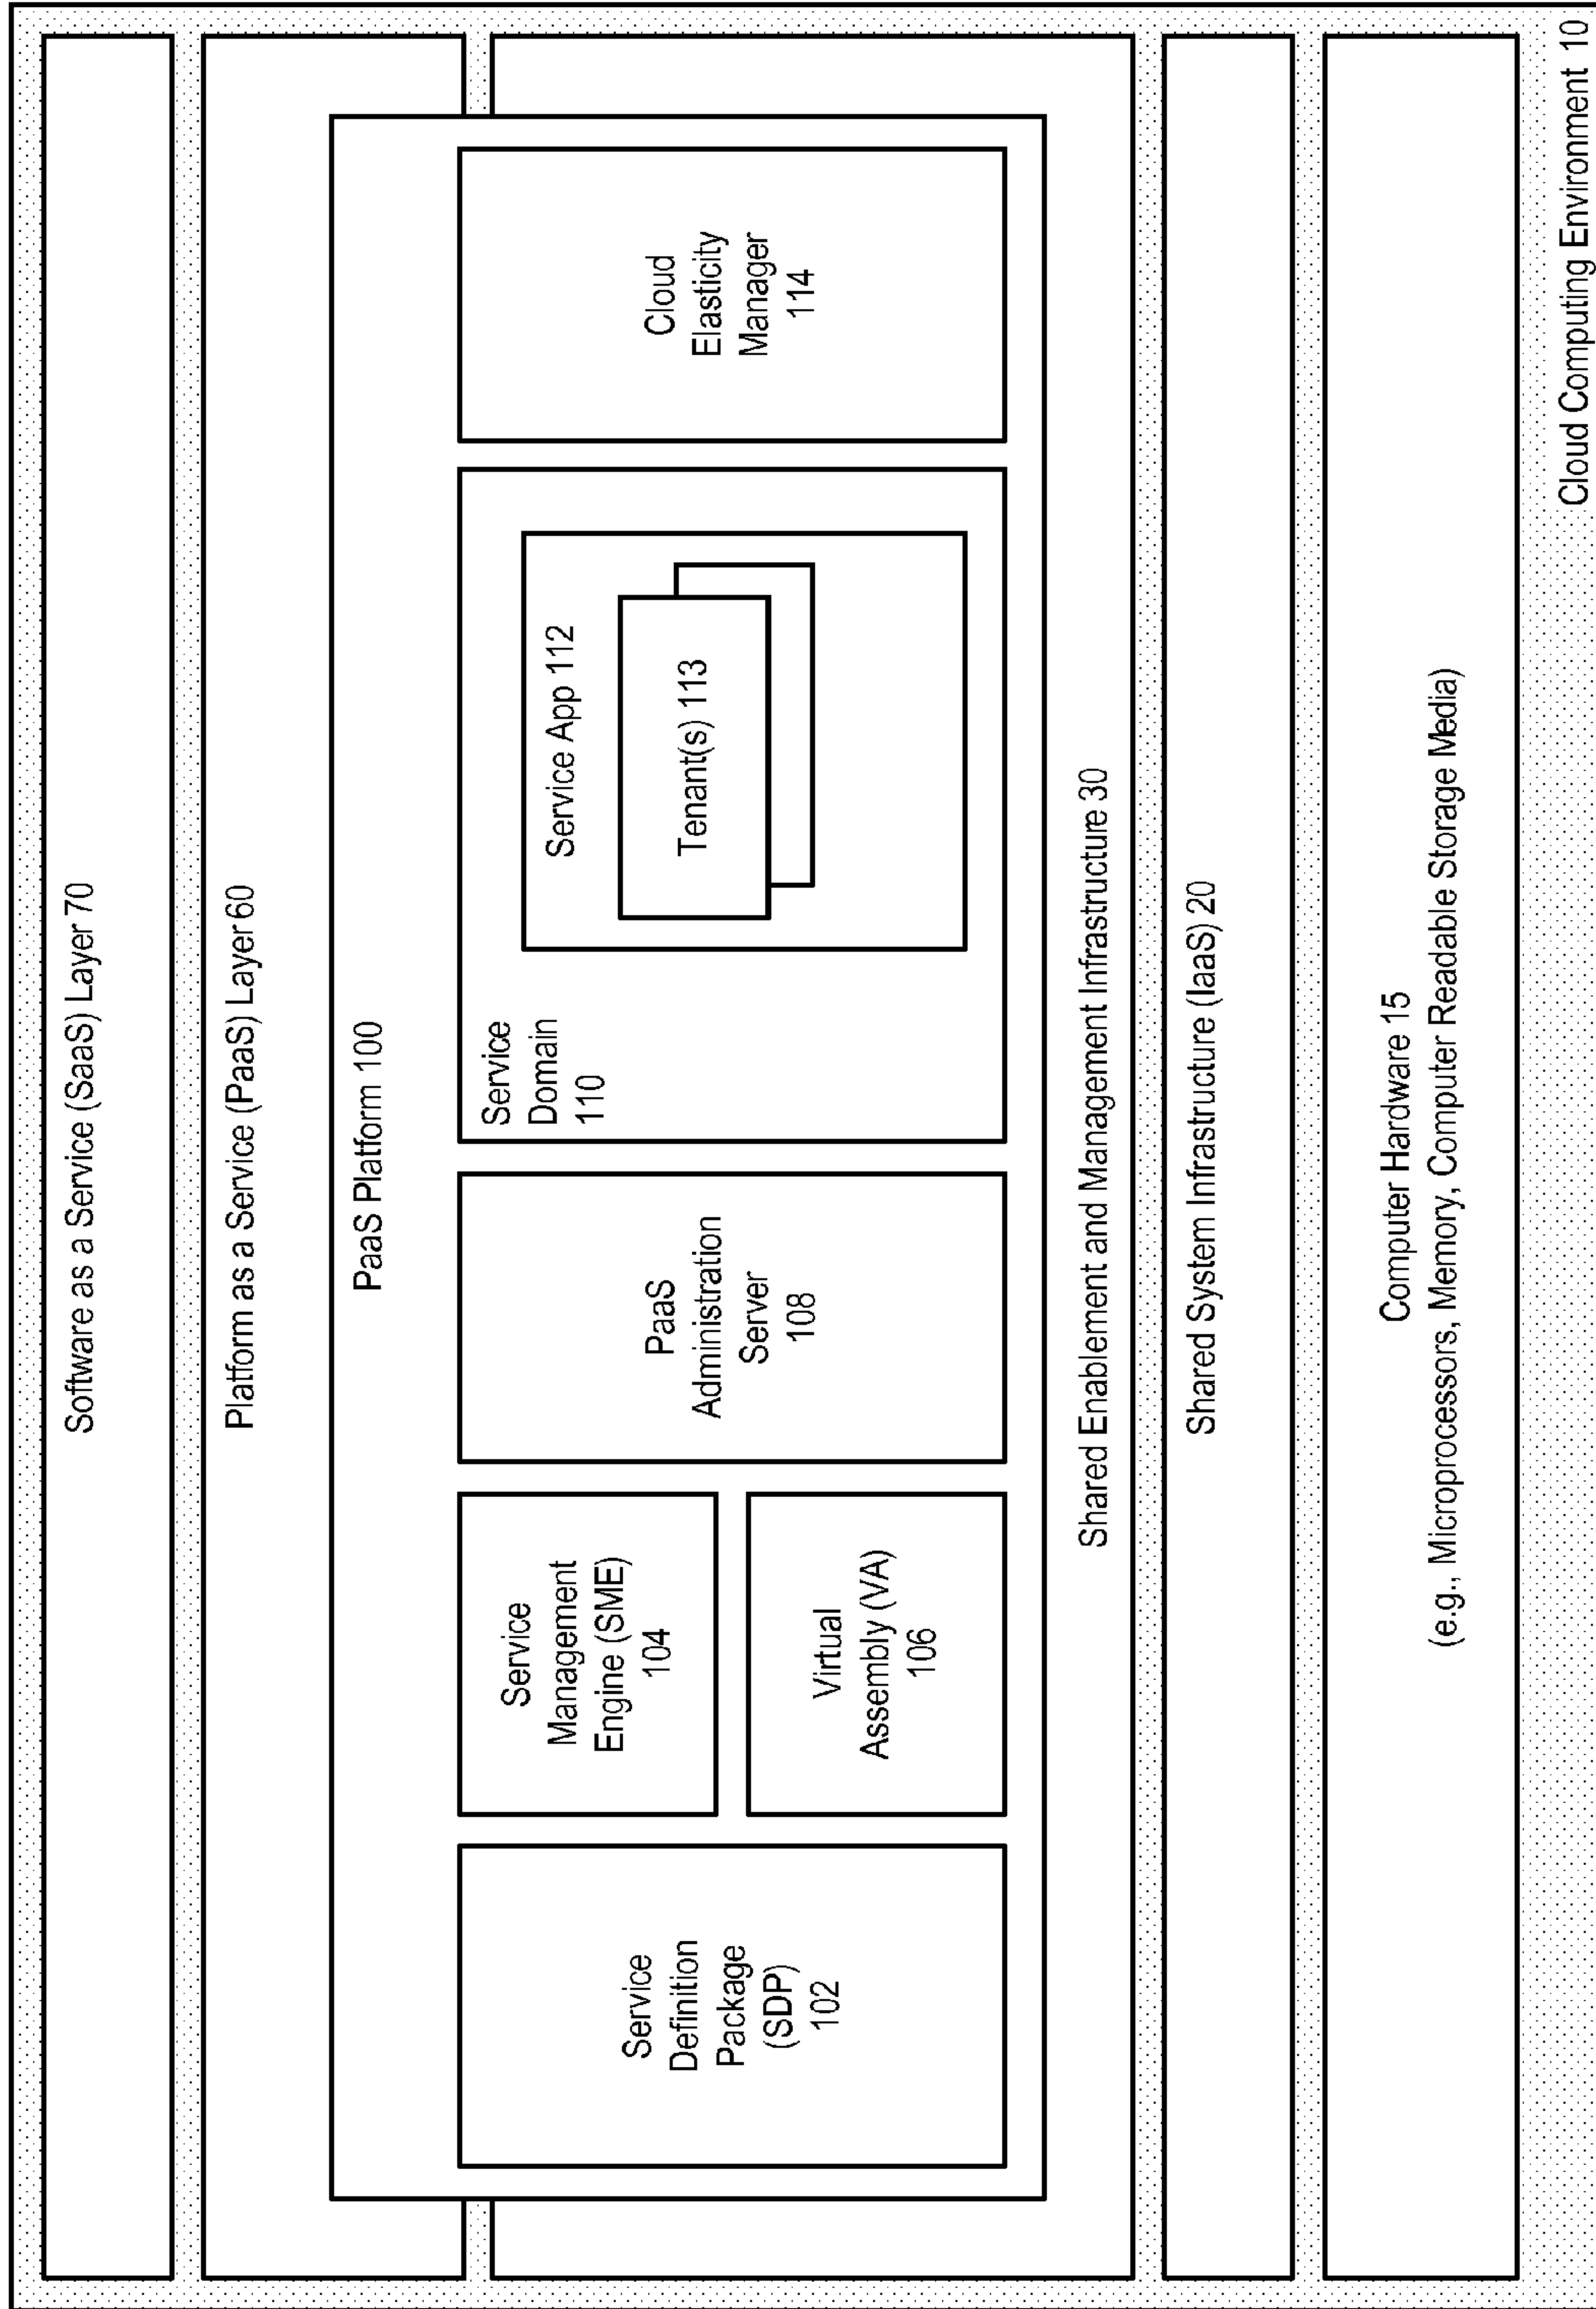 Software as a Service (SaaS) Layer 70
Platform as a Service (PaaS) Layer 60
PaaS Platform 100
Service
Definition
Package
(SDP)
102
Service
Management
Engine (SME)
104
Virtual
Assembly (VA)
106
PaaS
Administration
Server
108
Service
Domain
110
Service App 112
Tenant(s) 113
Cloud
Elasticity
Manager
114
Shared Enablement and Management Infrastructure 30
Shared System Infrastructure (IaaS) 20
Computer Hardware 15
(e.g., Microprocessors, Memory, Computer Readable Storage Media)
Cloud Computing Environment 10